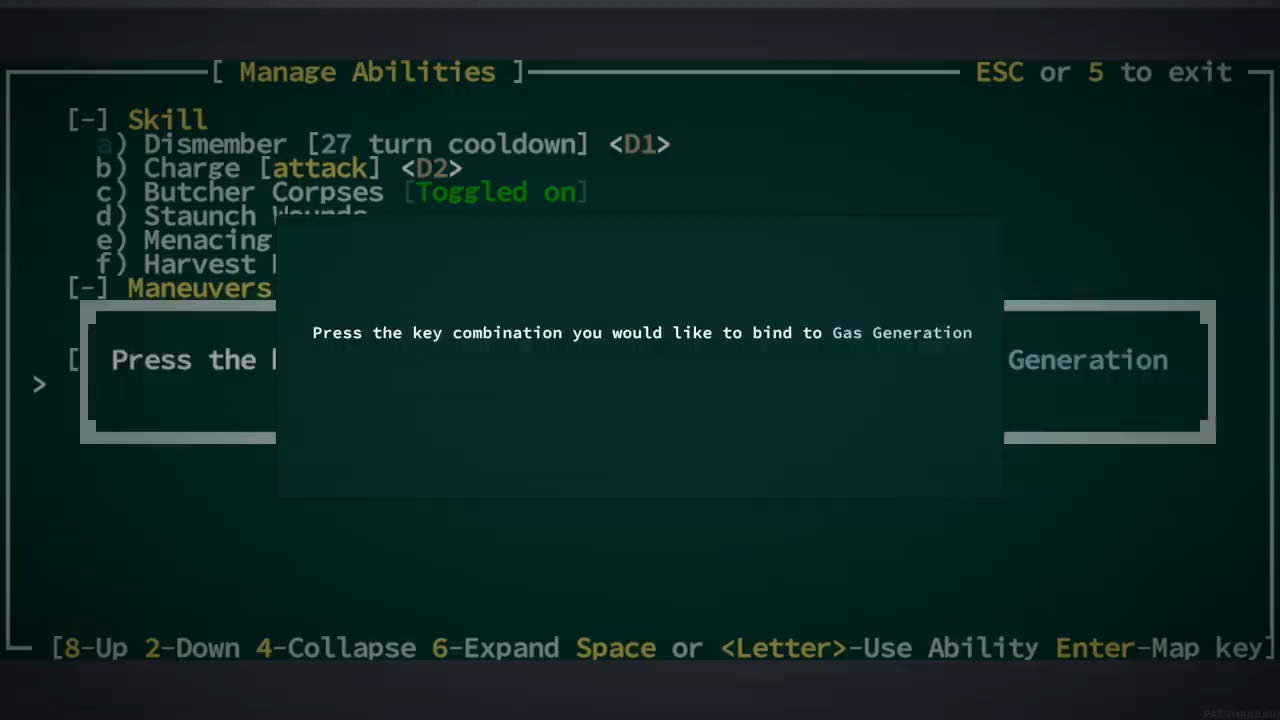 [ Manage Abilities ] ESC or 5 to exit
[-] Skill
a) Dismember [27 turn cooldown] <D1>
b) Charge [attack] <D2>
c) Butcher Corpses [Toggled on]
d) Staunch Wounds
e) Menacing
f) Harvest
[-] Maneuvers
Press the key combination you would like to bind to Gas Generation
[ Press the Generation
>
[8-Up 2-Down 4-Collapse 6-Expand Space or <Letter>-Use Ability Enter-Map key]